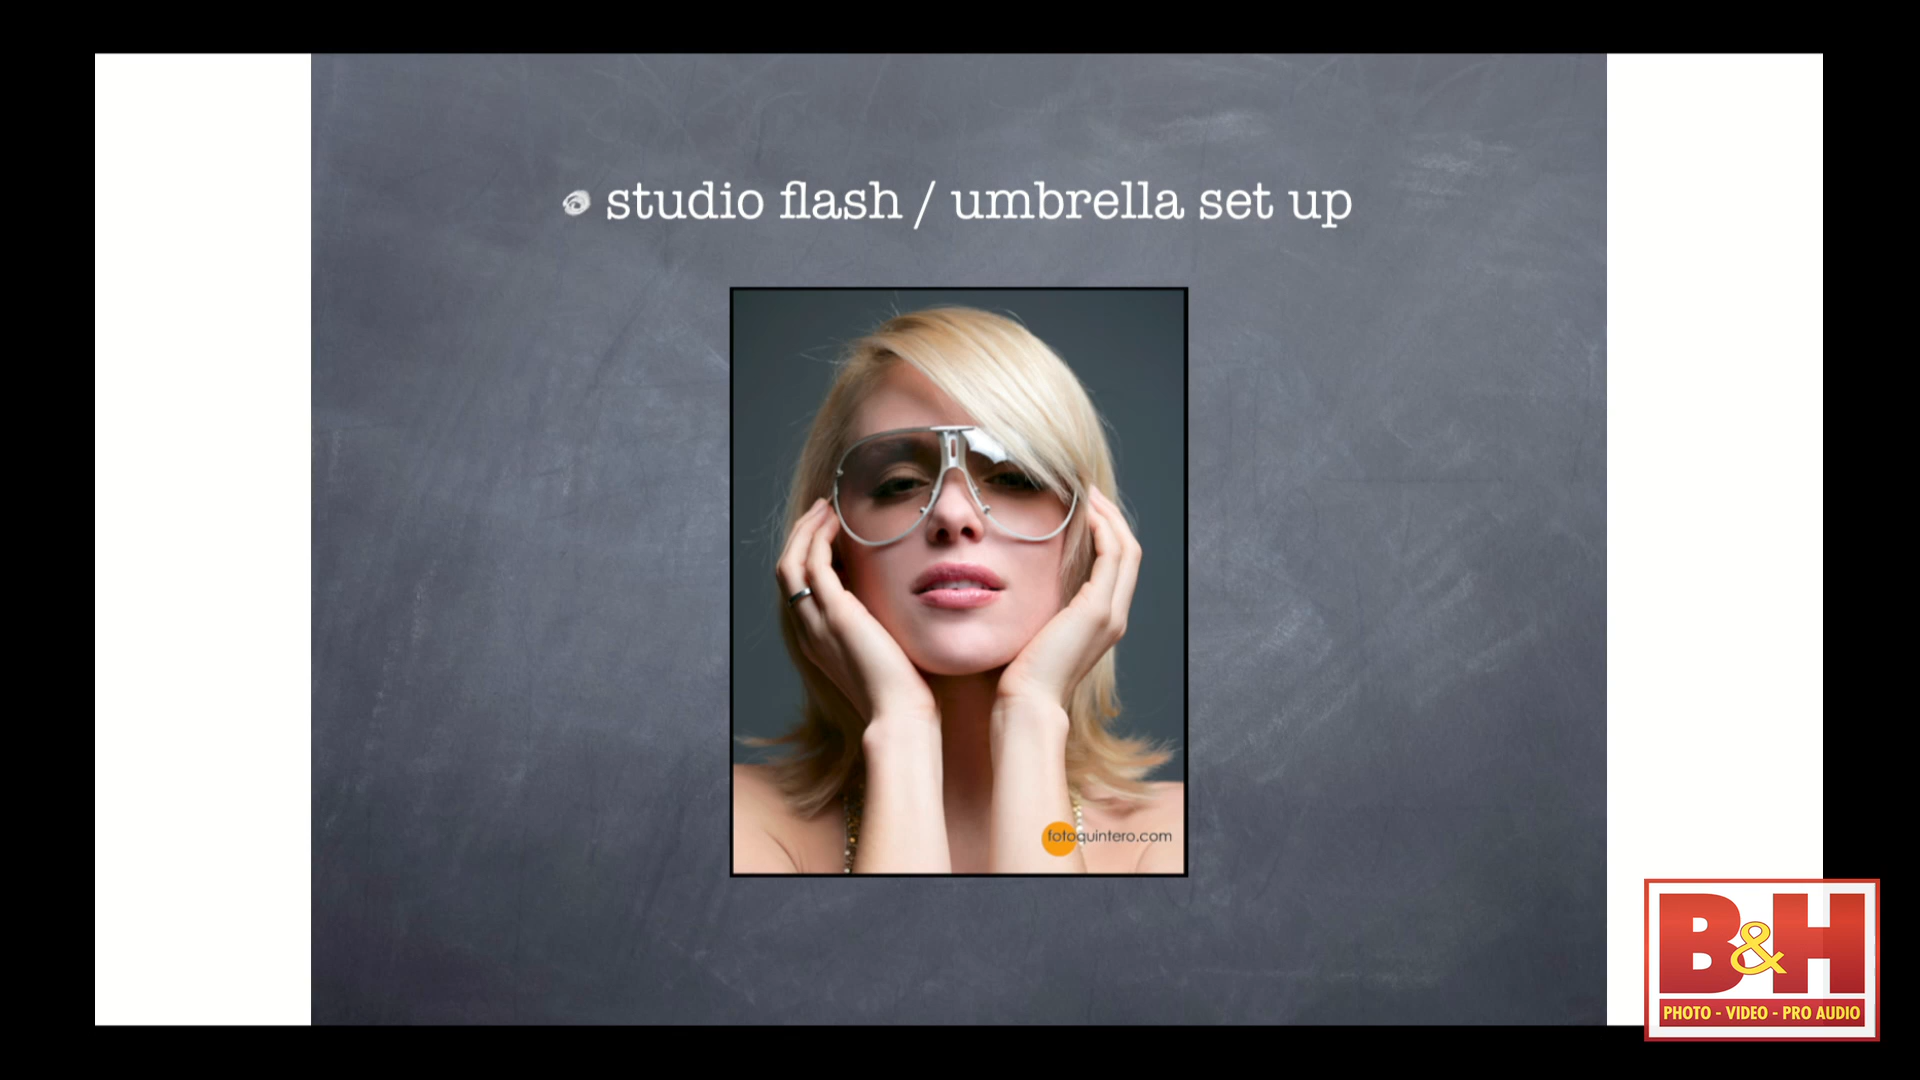 studio flash / umbrella set up
fotoquintero.com
B&H
PHOTO - VIDEO - PRO AUDIO